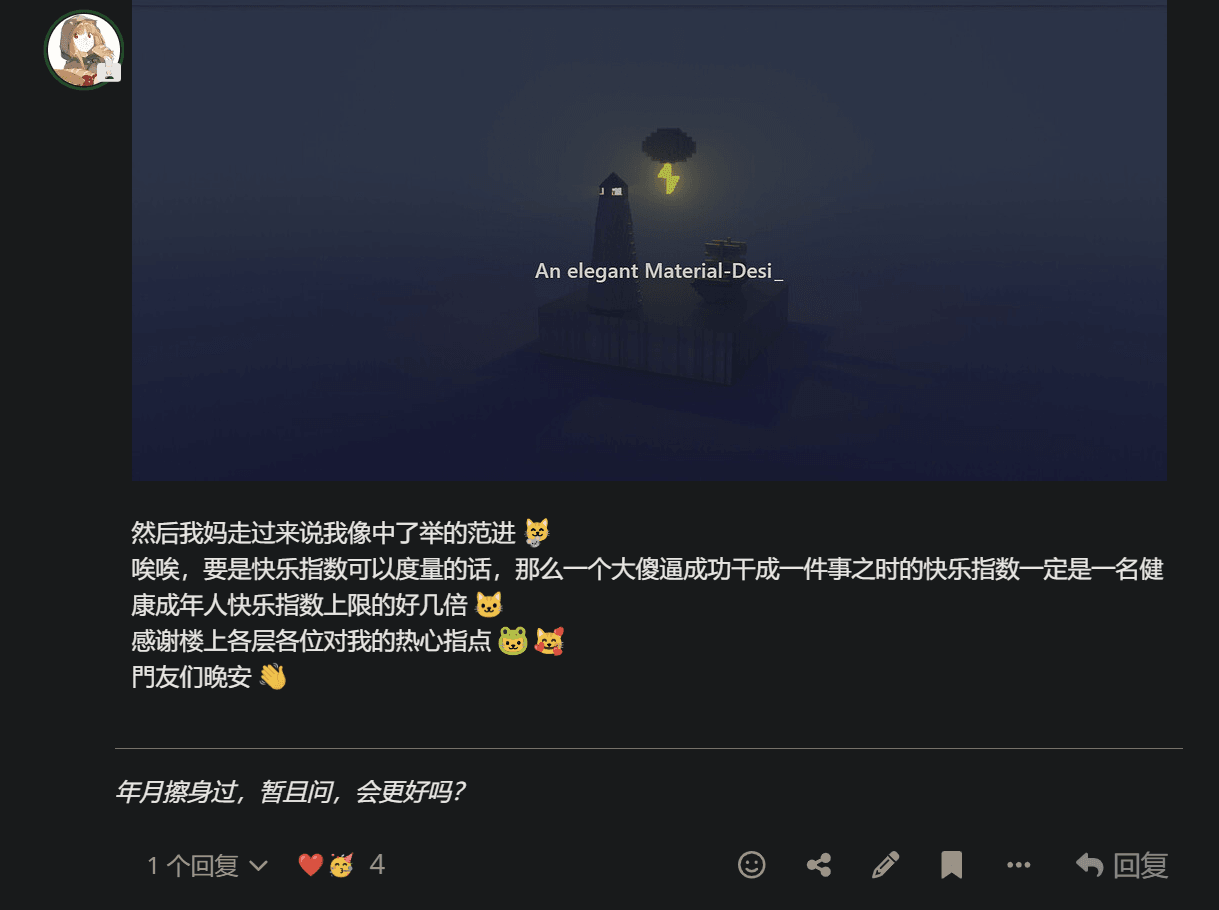 An elegant Material-Desi_
然后我妈走过来说我像中了举的范进 😼
唉唉，要是快乐指数可以度量的话，那么一个大傻逼成功干成一件事之时的快乐指数一定是一名健
康成年人快乐指数上限的好几倍 🐱
感谢楼上各层各位对我的热心指点 🐸 🥰
門友们晚安 👋
年月擦身过，暂且问，会更好吗？
1 个回复 ❤️🥳 4 回复